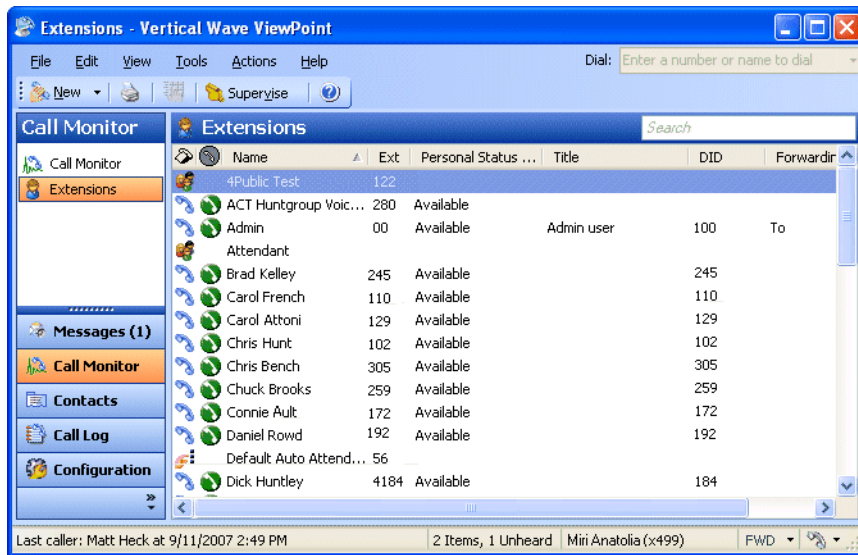 Extensions - Vertical Wave ViewPoint
File Edit View Tools Actions Help Dial: Enter a number or name to dial
New Supervise
Call Monitor
Call Monitor
Extensions
Messages (1)
Call Monitor
Contacts
Call Log
Configuration
Extensions Search
Name Ext Personal Status ... Title DID Forwardin
4Public Test 122
ACT Huntgroup Voic... 280 Available
Admin 00 Available Admin user 100 To
Attendant
Brad Kelley 245 Available 245
Carol French 110 Available 110
Carol Attoni 129 Available 129
Chris Hunt 102 Available 102
Chris Bench 305 Available 305
Chuck Brooks 259 Available 259
Connie Ault 172 Available 172
Daniel Rowd 192 Available 192
Default Auto Attend... 56
Dick Huntley 4184 Available 184
Last caller: Matt Heck at 9/11/2007 2:49 PM 2 Items, 1 Unheard Miri Anatolia (x499) FWD